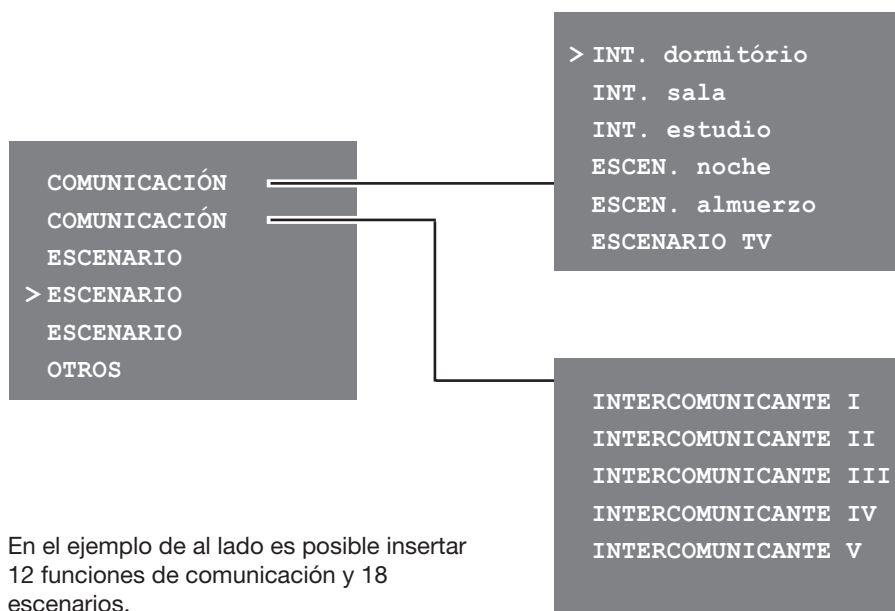 COMUNICACIÓN
COMUNICACIÓN
ESCENARIO
> ESCENARIO
ESCENARIO
OTROS
> INT. dormitório
INT. sala
INT. estudio
ESCEN. noche
ESCEN. almuerzo
ESCENARIO TV
INTERCOMUNICANTE I
INTERCOMUNICANTE II
INTERCOMUNICANTE III
INTERCOMUNICANTE IV
INTERCOMUNICANTE V
En el ejemplo de al lado es posible insertar
12 funciones de comunicación y 18
escenarios.